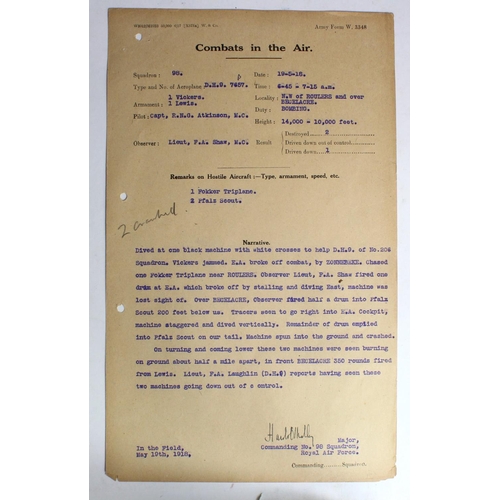 Army Form W. 3348
Combats in the Air.
Squadron : 98. Date : 19-5-18.
Type and No. of Aeroplane D.H.9. D 7657. Time : 6-45 - 7-15 a.m.
Armament : 1 Vickers. 1 Lewis. Locality : N.W of ROULERS and over BECELACRE.
Duty : BOMBING.
Pilot : Capt, E.H.C. Atkinson, M.C. Height : 14,000 - 10,000 feet.
Observer : Lieut, F.A. Shaw, M.C. Result
Destroyed 2
Driven down out of control
Driven down 1
Remarks on Hostile Aircraft :—Type, armament, speed, etc.
1 Fokker Triplane.
2 Pfalz Scout.
2 crashed
Narrative.
Dived at one black machine with white crosses to help D.H.9. of No.206
Squadron. Vickers jammed. E.A. broke off combat, by ZONNEBEKE. Chased
one Fokker Triplane near ROULERS. Observer Lieut, F.A. Shaw fired one
drum at E.A. which broke off by stalling and diving East, machine was
lost sight of. Over BECELACRE, Observer fired half a drum into Pfalz
Scout 200 feet below us. Tracers seen to go right into E.A. Cockpit,
machine staggered and dived vertically. Remainder of drum emptied
into Pfalz Scout on our tail. Machine spun into the ground and crashed.
On turning and coming lower these two machines were seen burning
on ground about half a mile apart, in front BECELACRE 350 rounds fired
from Lewis. Lieut, F.A. Laughlin (D.H.9) reports having seen these
two machines going down out of c ontrol.
In the Field,
May 19th, 1918.
Major,
Commanding No. 98 Squadron,
Royal Air Force.
Commanding Squadron.